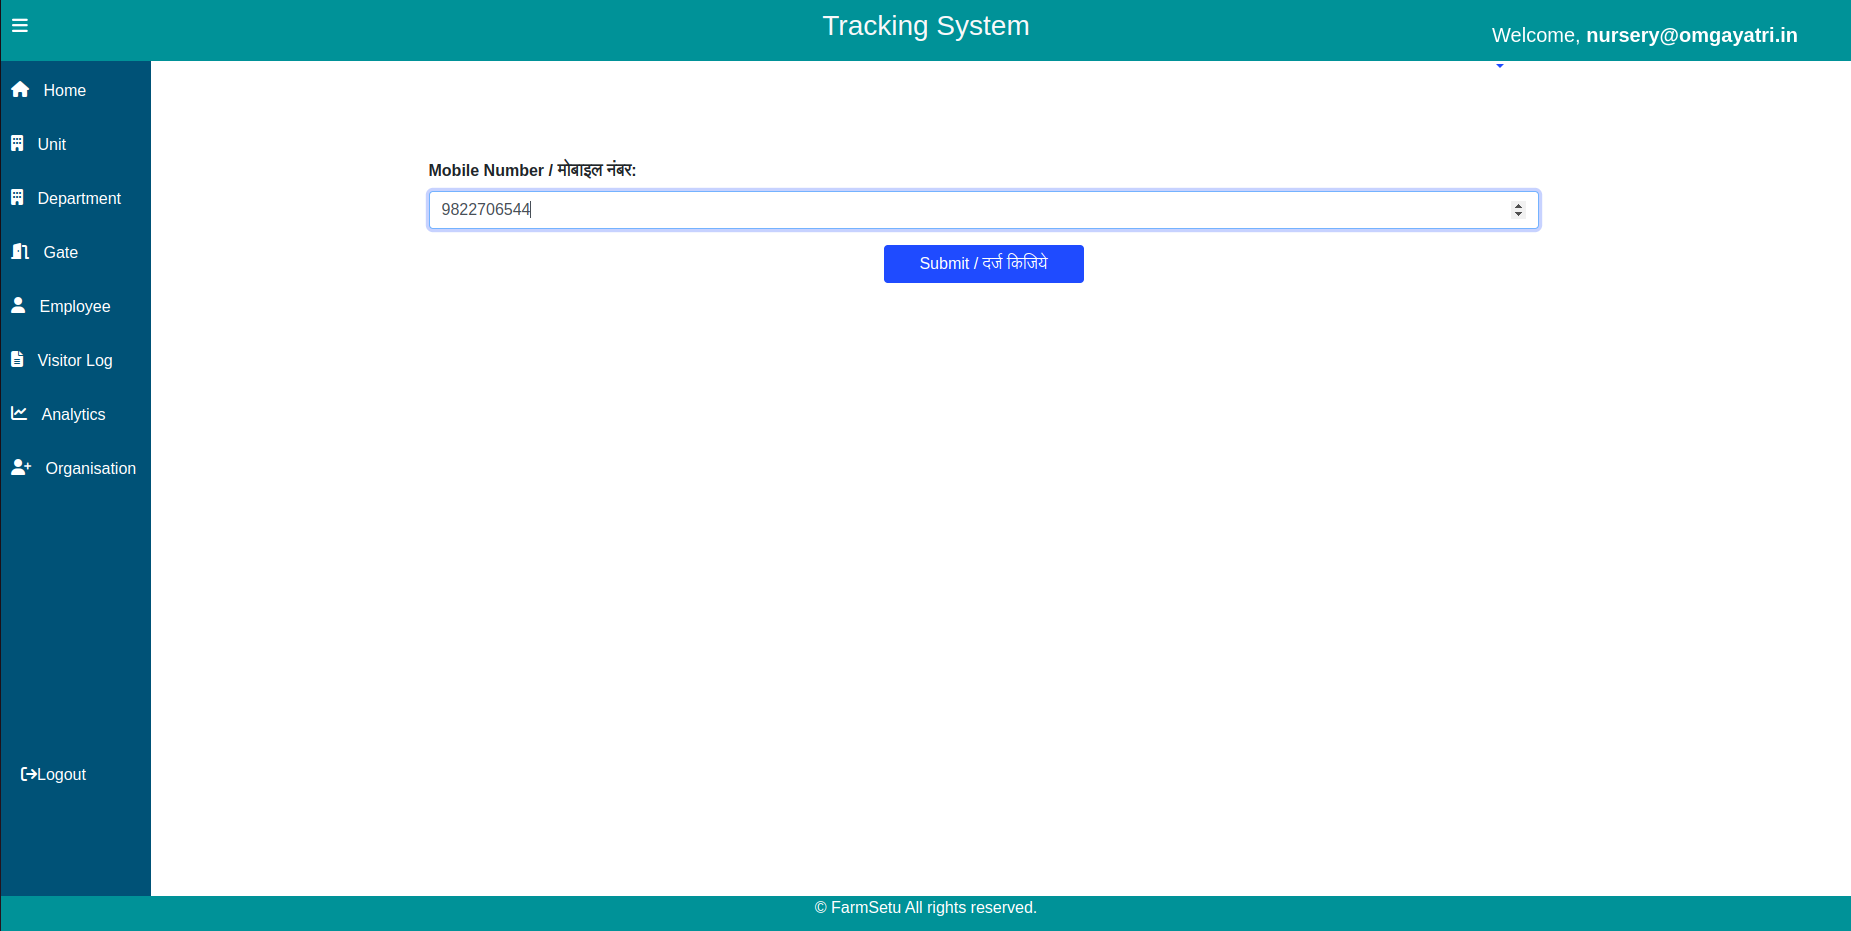 Tracking System
Welcome, nursery@omgayatri.in
Home
Unit
Department
Gate
Employee
Visitor Log
Analytics
Organisation
Logout
Mobile Number / मोबाइल नंबर:
9822706544
Submit / दर्ज किजिये
© FarmSetu All rights reserved.